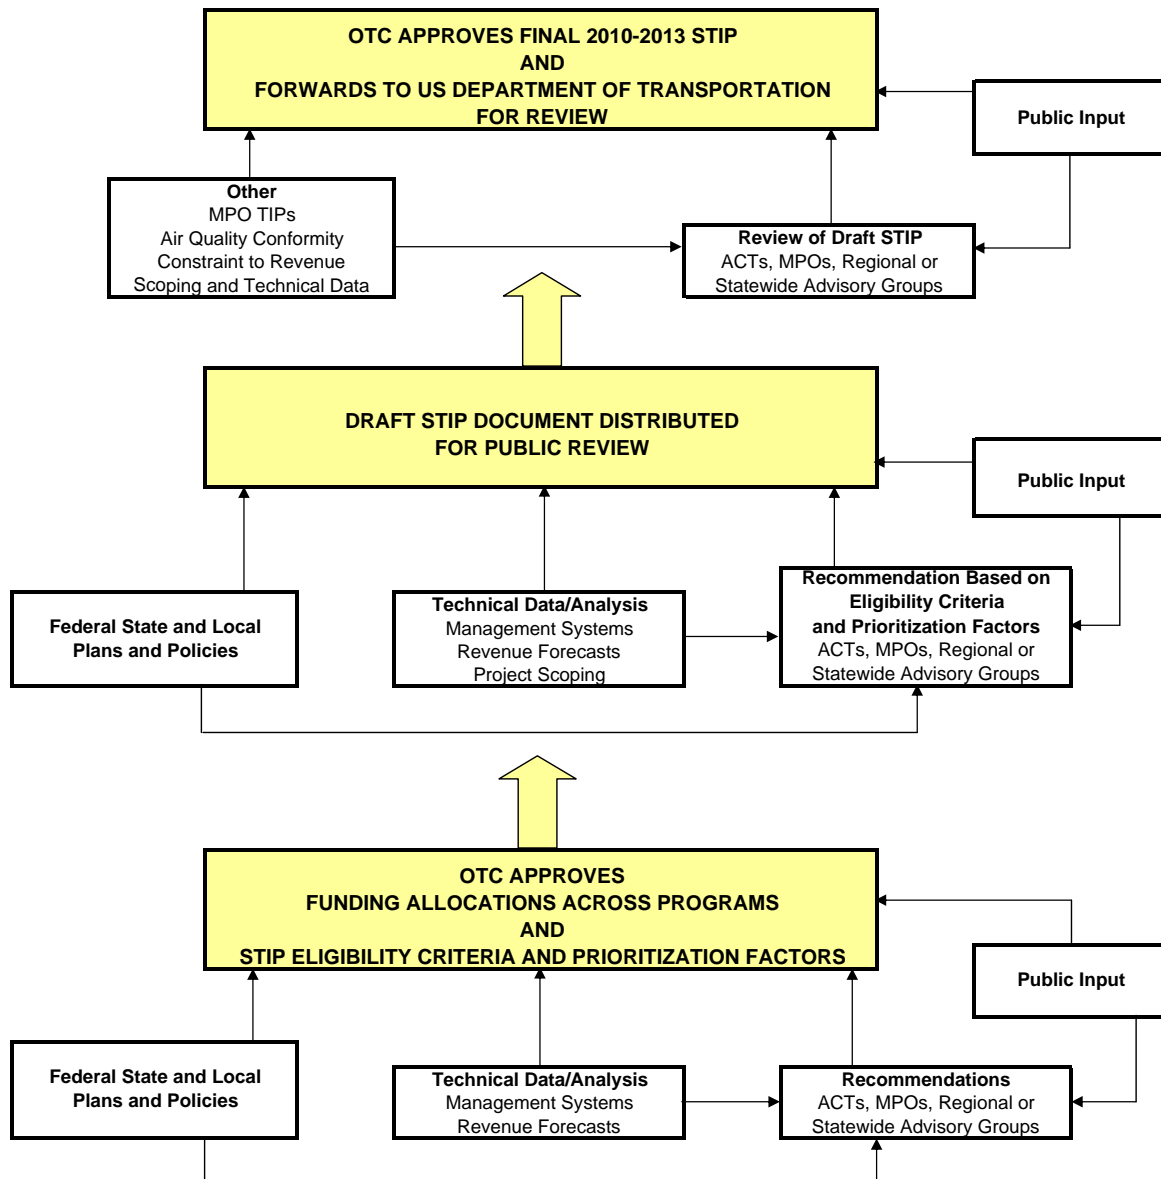 OTC APPROVES FINAL 2010-2013 STIP
AND
FORWARDS TO US DEPARTMENT OF TRANSPORTATION
FOR REVIEW
Public Input
Other
MPO TIPs
Air Quality Conformity
Constraint to Revenue
Scoping and Technical Data
Review of Draft STIP
ACTs, MPOs, Regional or
Statewide Advisory Groups
DRAFT STIP DOCUMENT DISTRIBUTED
FOR PUBLIC REVIEW
Public Input
Federal State and Local
Plans and Policies
Technical Data/Analysis
Management Systems
Revenue Forecasts
Project Scoping
Recommendation Based on
Eligibility Criteria
and Prioritization Factors
ACTs, MPOs, Regional or
Statewide Advisory Groups
OTC APPROVES
FUNDING ALLOCATIONS ACROSS PROGRAMS
AND
STIP ELIGIBILITY CRITERIA AND PRIORITIZATION FACTORS
Public Input
Federal State and Local
Plans and Policies
Technical Data/Analysis
Management Systems
Revenue Forecasts
Recommendations
ACTs, MPOs, Regional or
Statewide Advisory Groups